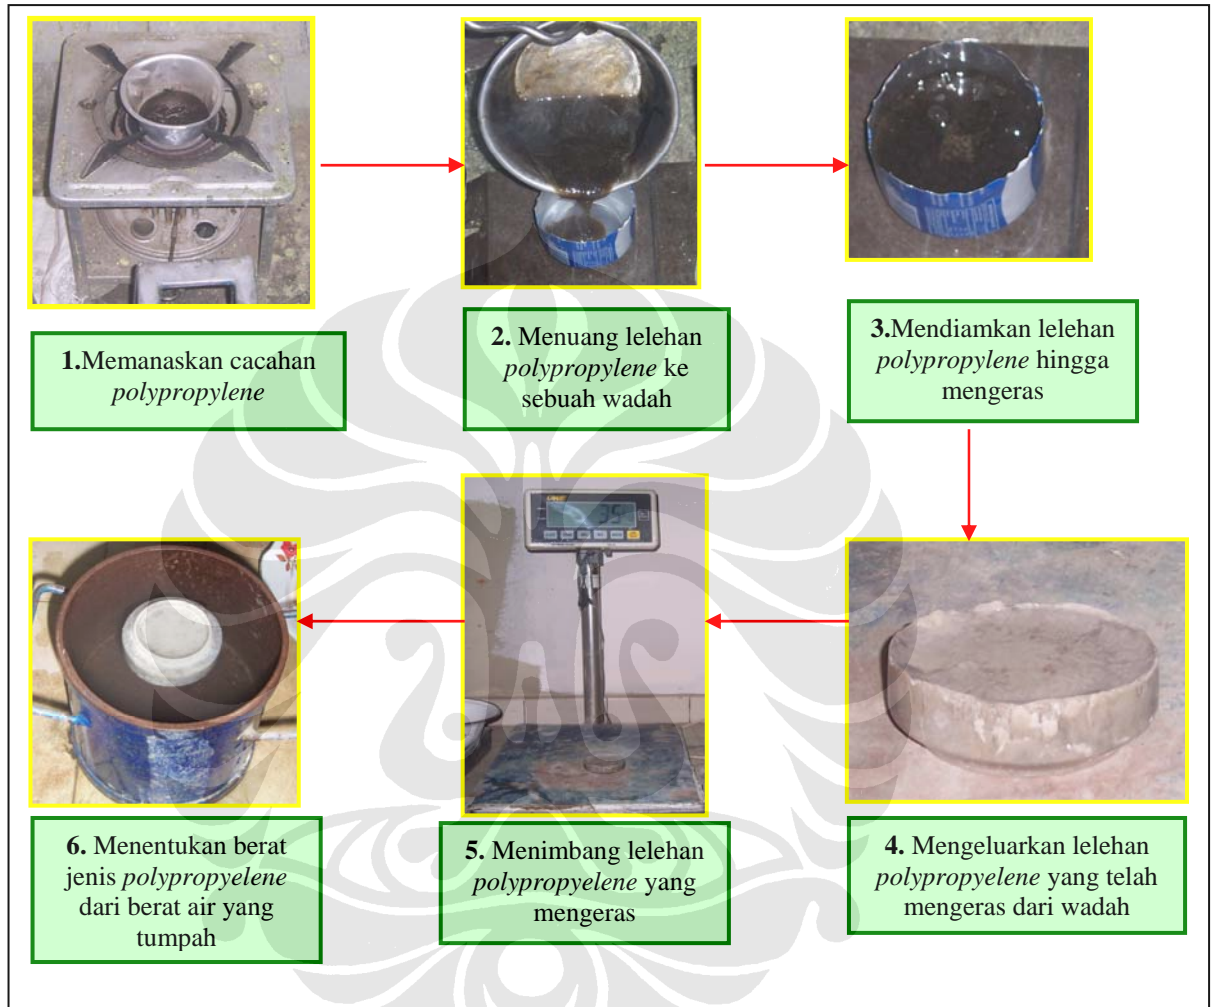 1.Memanaskan cacahan
polypropylene
2. Menuang lelehan
polypropylene ke
sebuah wadah
3.Mendiamkan lelehan
polypropylene hingga
mengeras
35
6. Menentukan berat
jenis polypropyelene
dari berat air yang
tumpah
5. Menimbang lelehan
polypropyelene yang
mengeras
4. Mengeluarkan lelehan
polypropyelene yang telah
mengeras dari wadah